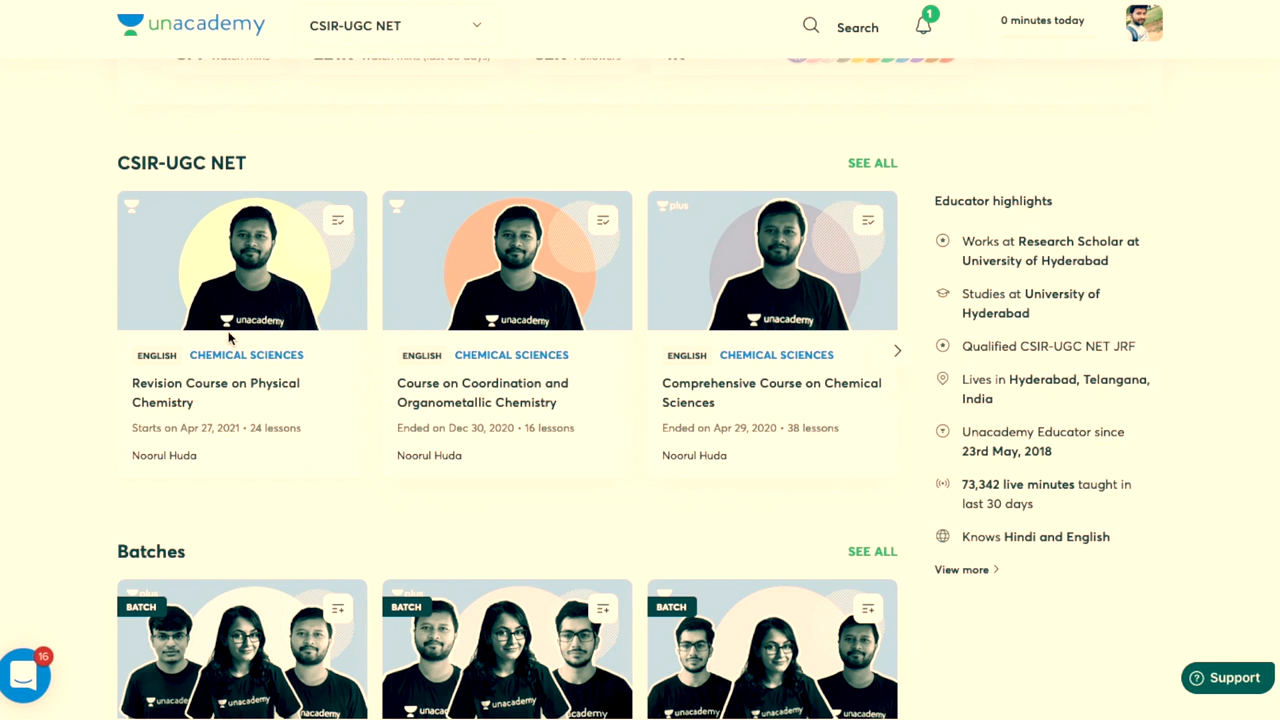 unacademy
CSIR-UGC NET
Search
1
0 minutes today
CSIR-UGC NET
SEE ALL
plus
unacademy
unacademy
unacademy
ENGLISH CHEMICAL SCIENCES
Revision Course on Physical
Chemistry
Starts on Apr 27, 2021 • 24 lessons
Noorul Huda
ENGLISH CHEMICAL SCIENCES
Course on Coordination and
Organometallic Chemistry
Ended on Dec 30, 2020 • 16 lessons
Noorul Huda
ENGLISH CHEMICAL SCIENCES
Comprehensive Course on Chemical
Sciences
Ended on Apr 29, 2020 • 38 lessons
Noorul Huda
Educator highlights
Works at Research Scholar at
University of Hyderabad
Studies at University of
Hyderabad
Qualified CSIR-UGC NET JRF
Lives in Hyderabad, Telangana,
India
Unacademy Educator since
23rd May, 2018
73,342 live minutes taught in
last 30 days
Knows Hindi and English
View more
Batches
SEE ALL
BATCH
BATCH
BATCH
unacademy
unacademy
16
Support